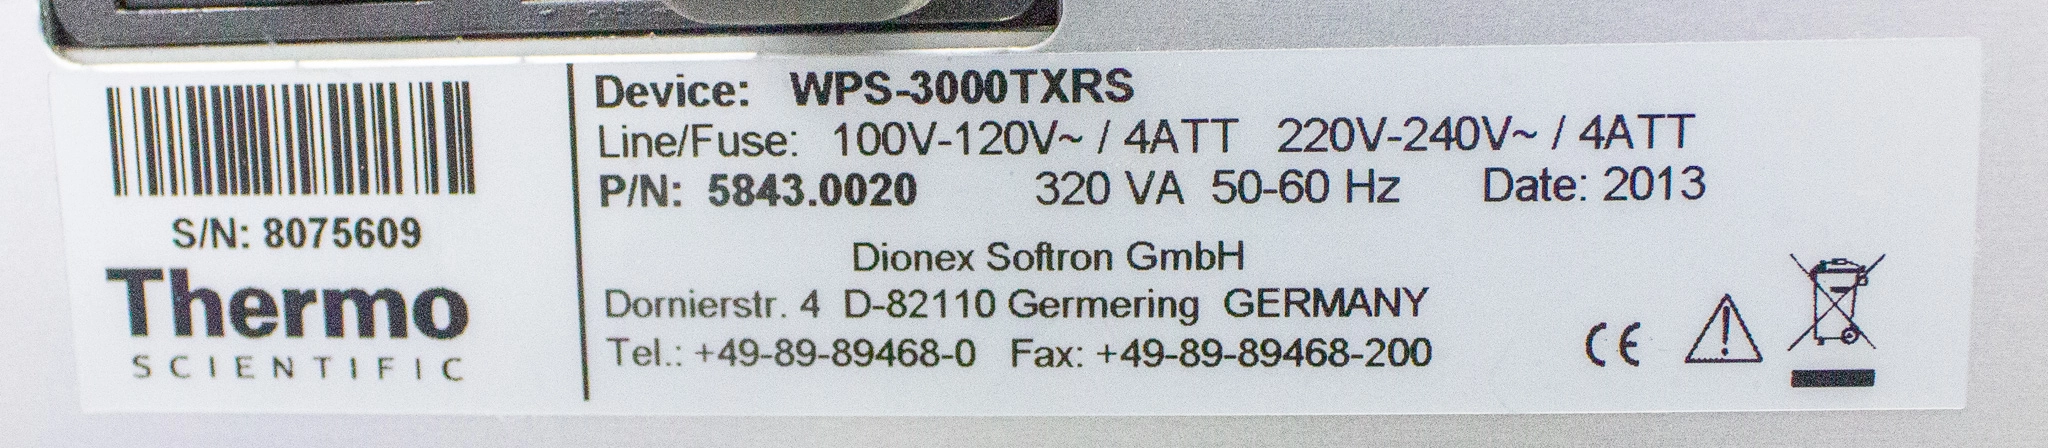 S/N: 8075609
Thermo
SCIENTIFIC
Device: WPS-3000TXRS
Line/Fuse: 100V-120V~ / 4ATT 220V-240V~ / 4ATT
P/N: 5843.0020 320 VA 50-60 Hz Date: 2013
Dionex Softron GmbH
Dornierstr. 4 D-82110 Germering GERMANY
Tel.: +49-89-89468-0 Fax: +49-89-89468-200
CE